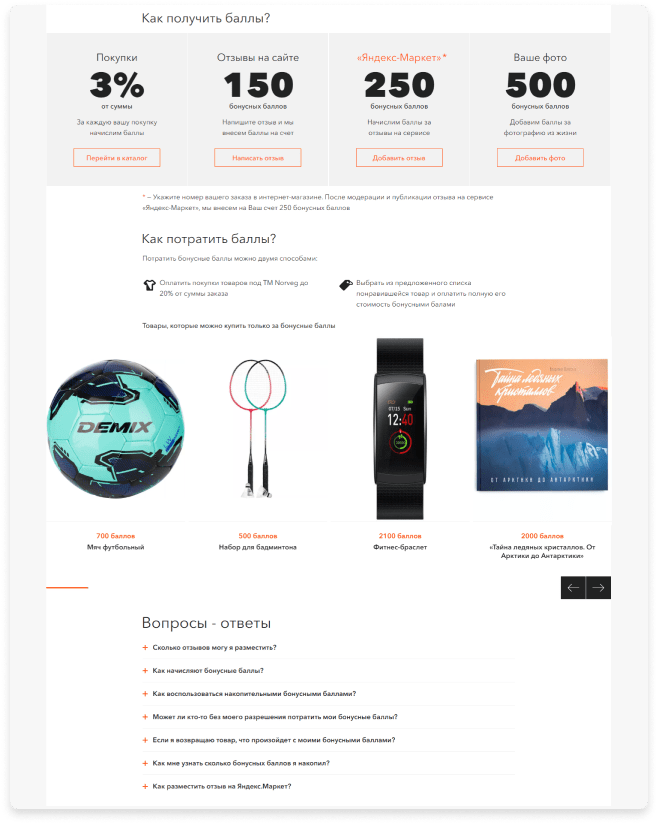 Как получить баллы?
Покупки
3%
от суммы
За каждую вашу покупку
начислим баллы
Перейти в каталог
Отзывы на сайте
150
бонусных баллов
Напишите отзыв и мы
внесем баллы на счет
Написать отзыв
«Яндекс-Маркет»*
250
бонусных баллов
Начислим баллы за
отзывы на сервисе
Добавить отзыв
Ваше фото
500
бонусных баллов
Добавим баллы за
фотографию из жизни
Добавить фото
* – Укажите номер вашего заказа в интернет-магазине. После модерации и публикации отзыва на сервисе
«Яндекс-Маркет», мы внесем на Ваш счет 250 бонусных баллов
Как потратить баллы?
Потратить бонусные баллы можно двумя способами:
Оплатить покупки товаров под ТМ Norveg до
20% от суммы заказа
Выбрать из предложенного списка
понравившейся товар и оплатить полную его
стоимость бонусными балами
Товары, которые можно купить только за бонусные баллы
DEMIX
07/15 Sun
12:40
Тайна ледяных
кристаллов
ОТ АРКТИКИ ДО АНТАРКТИКИ
700 баллов
Мяч футбольный
500 баллов
Набор для бадминтона
2100 баллов
Фитнес-браслет
2000 баллов
«Тайна ледяных кристаллов. От
Арктики до Антарктики»
Вопросы - ответы
+ Сколько отзывов могу я разместить?
+ Как начисляют бонусные баллы?
+ Как воспользоваться накопительными бонусными баллами?
+ Может ли кто-то без моего разрешения потратить мои бонусные баллы?
+ Если я возвращаю товар, что произойдет с моими бонусными баллами?
+ Как мне узнать сколько бонусных баллов я накопил?
+ Как разместить отзыв на Яндекс.Маркет?